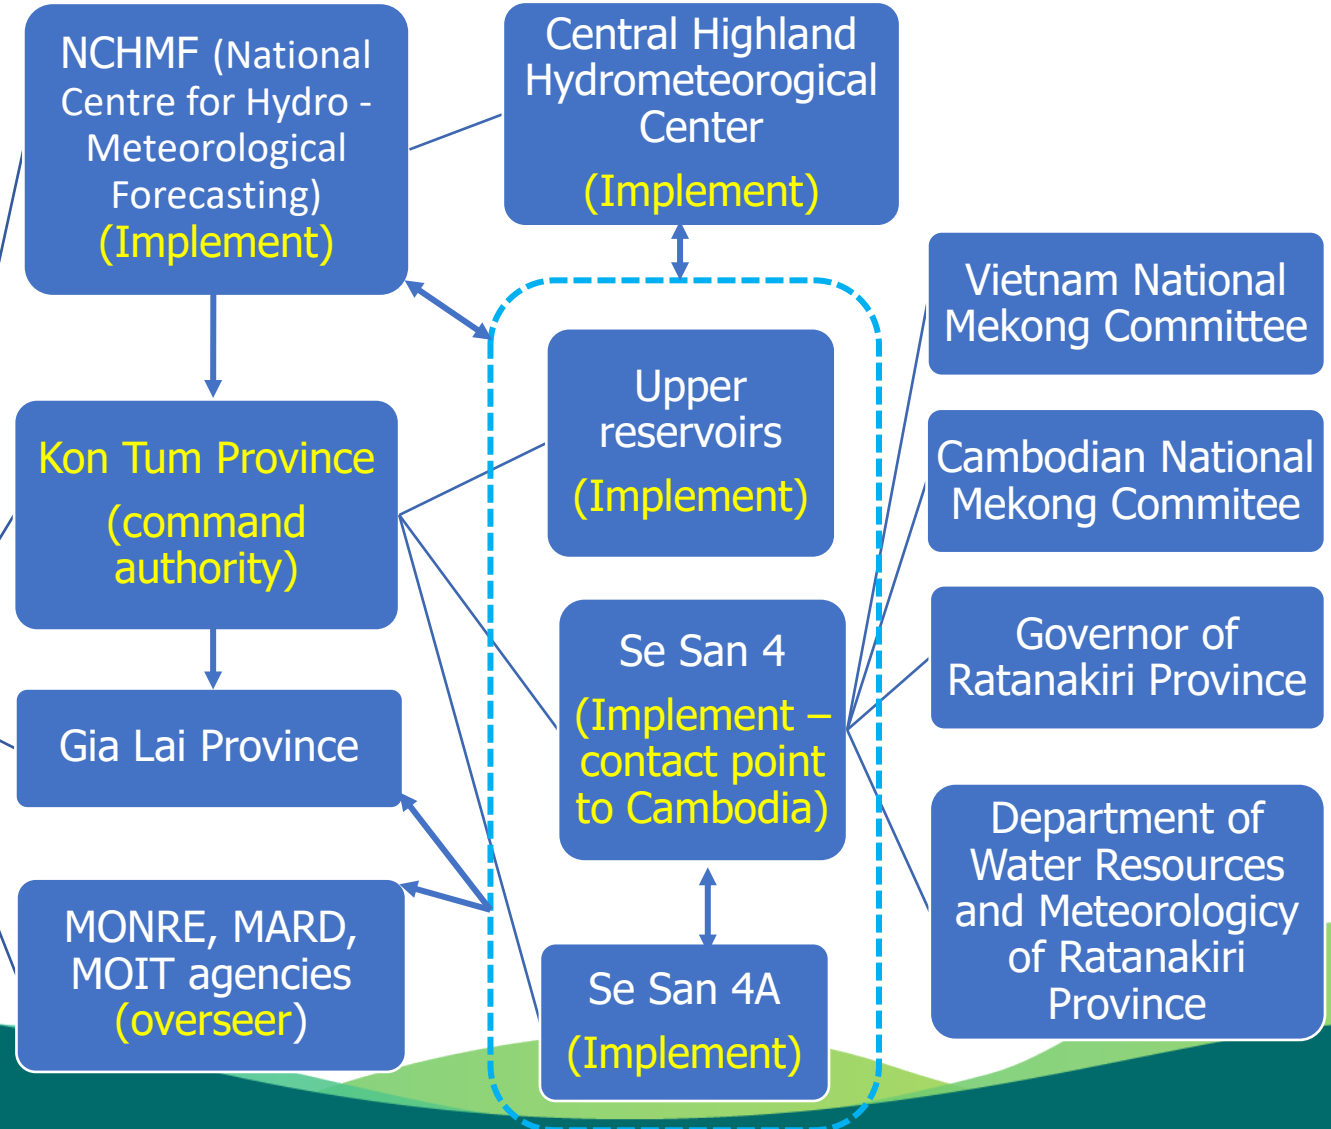 NCHMF (National
Centre for Hydro -
Meteorological
Forecasting)
(Implement)
Central Highland
Hydrometeorogical
Center
(Implement)
Kon Tum Province
(command
authority)
Gia Lai Province
MONRE, MARD,
MOIT agencies
(overseer)
Upper
reservoirs
(Implement)
Se San 4
(Implement –
contact point
to Cambodia)
Se San 4A
(Implement)
Vietnam National
Mekong Committee
Cambodian National
Mekong Commitee
Governor of
Ratanakiri Province
Department of
Water Resources
and Meteorologicy
of Ratanakiri
Province